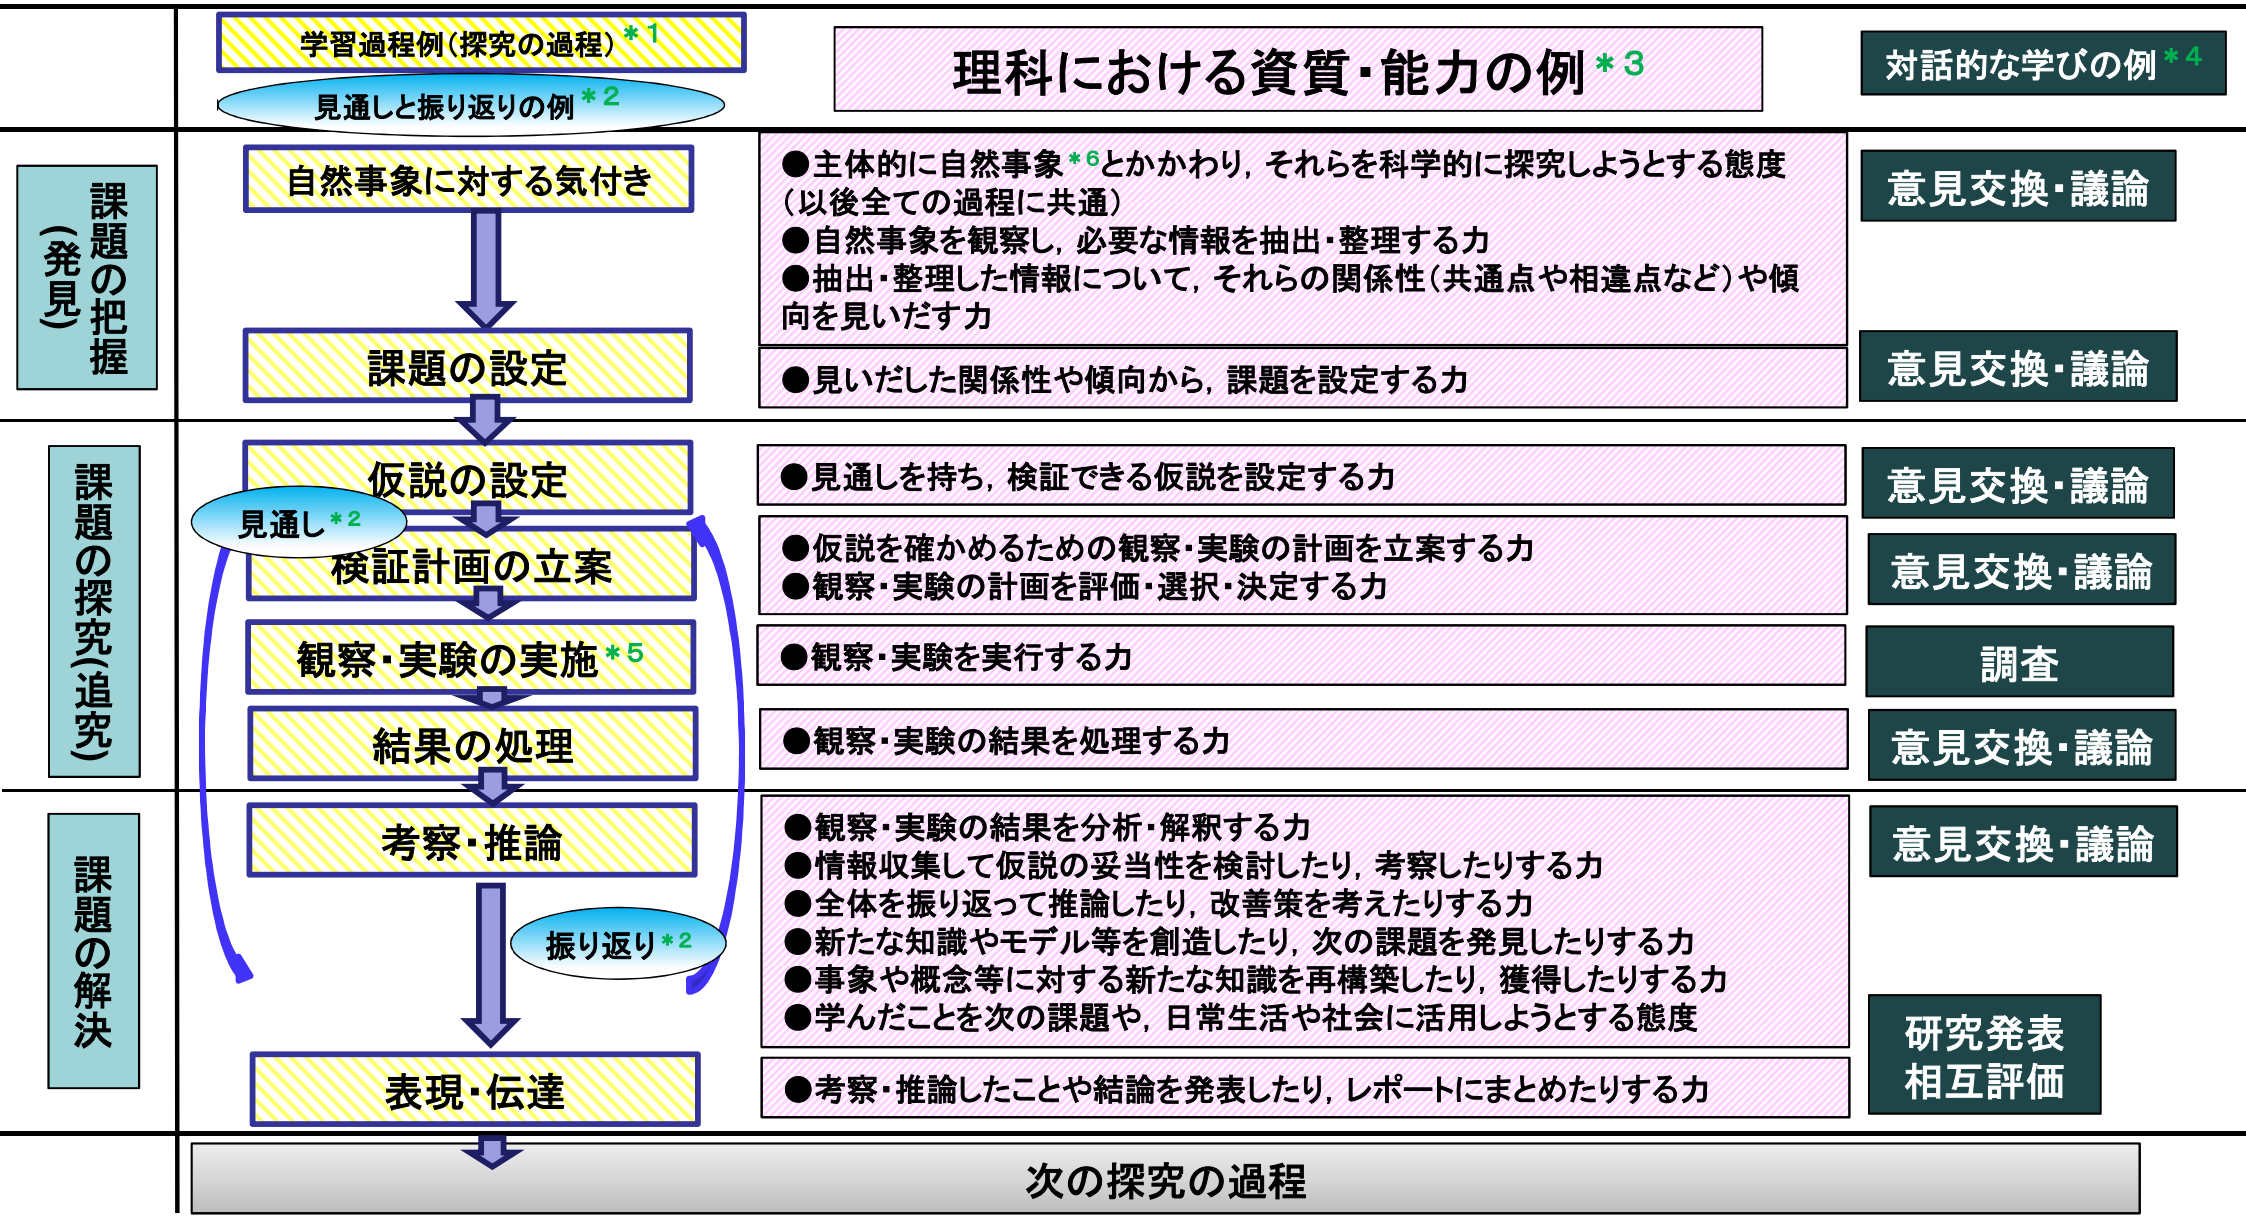 学習過程例（探究の過程）＊１
見通しと振り返りの例＊２
理科における資質・能力の例＊３
対話的な学びの例＊４
課題の把握
（発見）
自然事象に対する気付き
●主体的に自然事象＊６とかかわり，それらを科学的に探究しようとする態度
（以後全ての過程に共通）
●自然事象を観察し，必要な情報を抽出・整理する力
●抽出・整理した情報について，それらの関係性（共通点や相違点など）や傾
向を見いだす力
意見交換・議論
課題の設定
●見いだした関係性や傾向から，課題を設定する力
意見交換・議論
課題の探究（追究）
仮説の設定
●見通しを持ち，検証できる仮説を設定する力
意見交換・議論
見通し＊２
検証計画の立案
●仮説を確かめるための観察・実験の計画を立案する力
●観察・実験の計画を評価・選択・決定する力
意見交換・議論
観察・実験の実施＊５
●観察・実験を実行する力
調査
結果の処理
●観察・実験の結果を処理する力
意見交換・議論
課題の解決
考察・推論
●観察・実験の結果を分析・解釈する力
●情報収集して仮説の妥当性を検討したり，考察したりする力
●全体を振り返って推論したり，改善策を考えたりする力
●新たな知識やモデル等を創造したり，次の課題を発見したりする力
●事象や概念等に対する新たな知識を再構築したり，獲得したりする力
●学んだことを次の課題や，日常生活や社会に活用しようとする態度
意見交換・議論
振り返り＊２
表現・伝達
●考察・推論したことや結論を発表したり，レポートにまとめたりする力
研究発表
相互評価
次の探究の過程